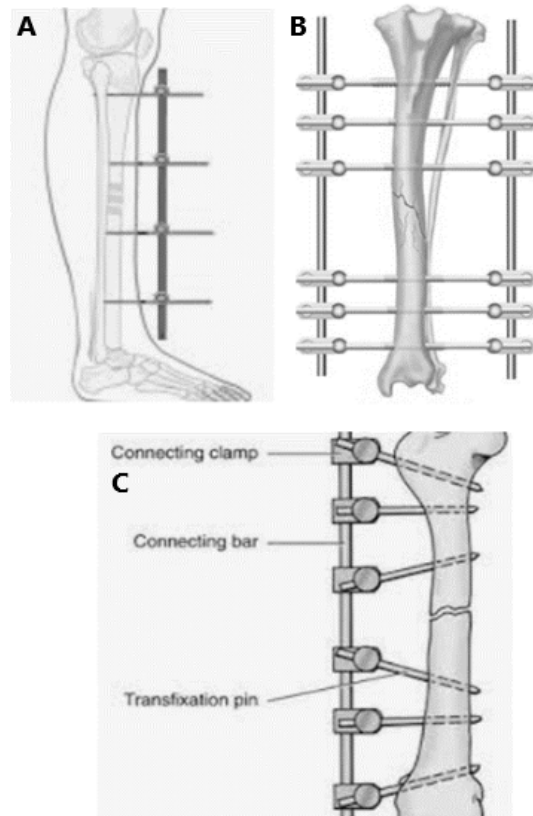 A
B
Connecting clamp
C
Connecting bar
Transfixation pin